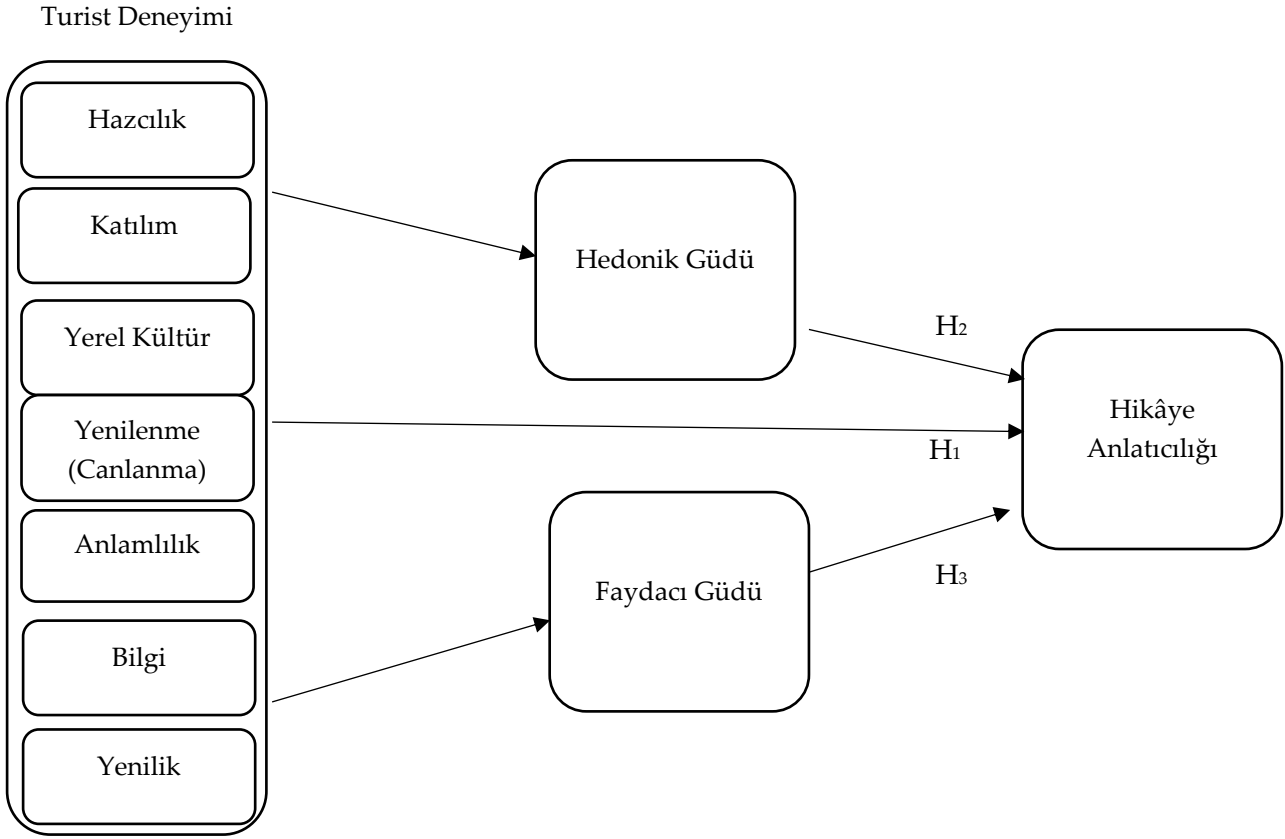 Turist Deneyimi
Hazcılık
Katılım
Yerel Kültür
Yenilenme
(Canlanma)
Anlamlılık
Bilgi
Yenilik
Hedonik Güdü
Faydacı Güdü
H2
H1
H3
Hikâye
Anlatıcılığı